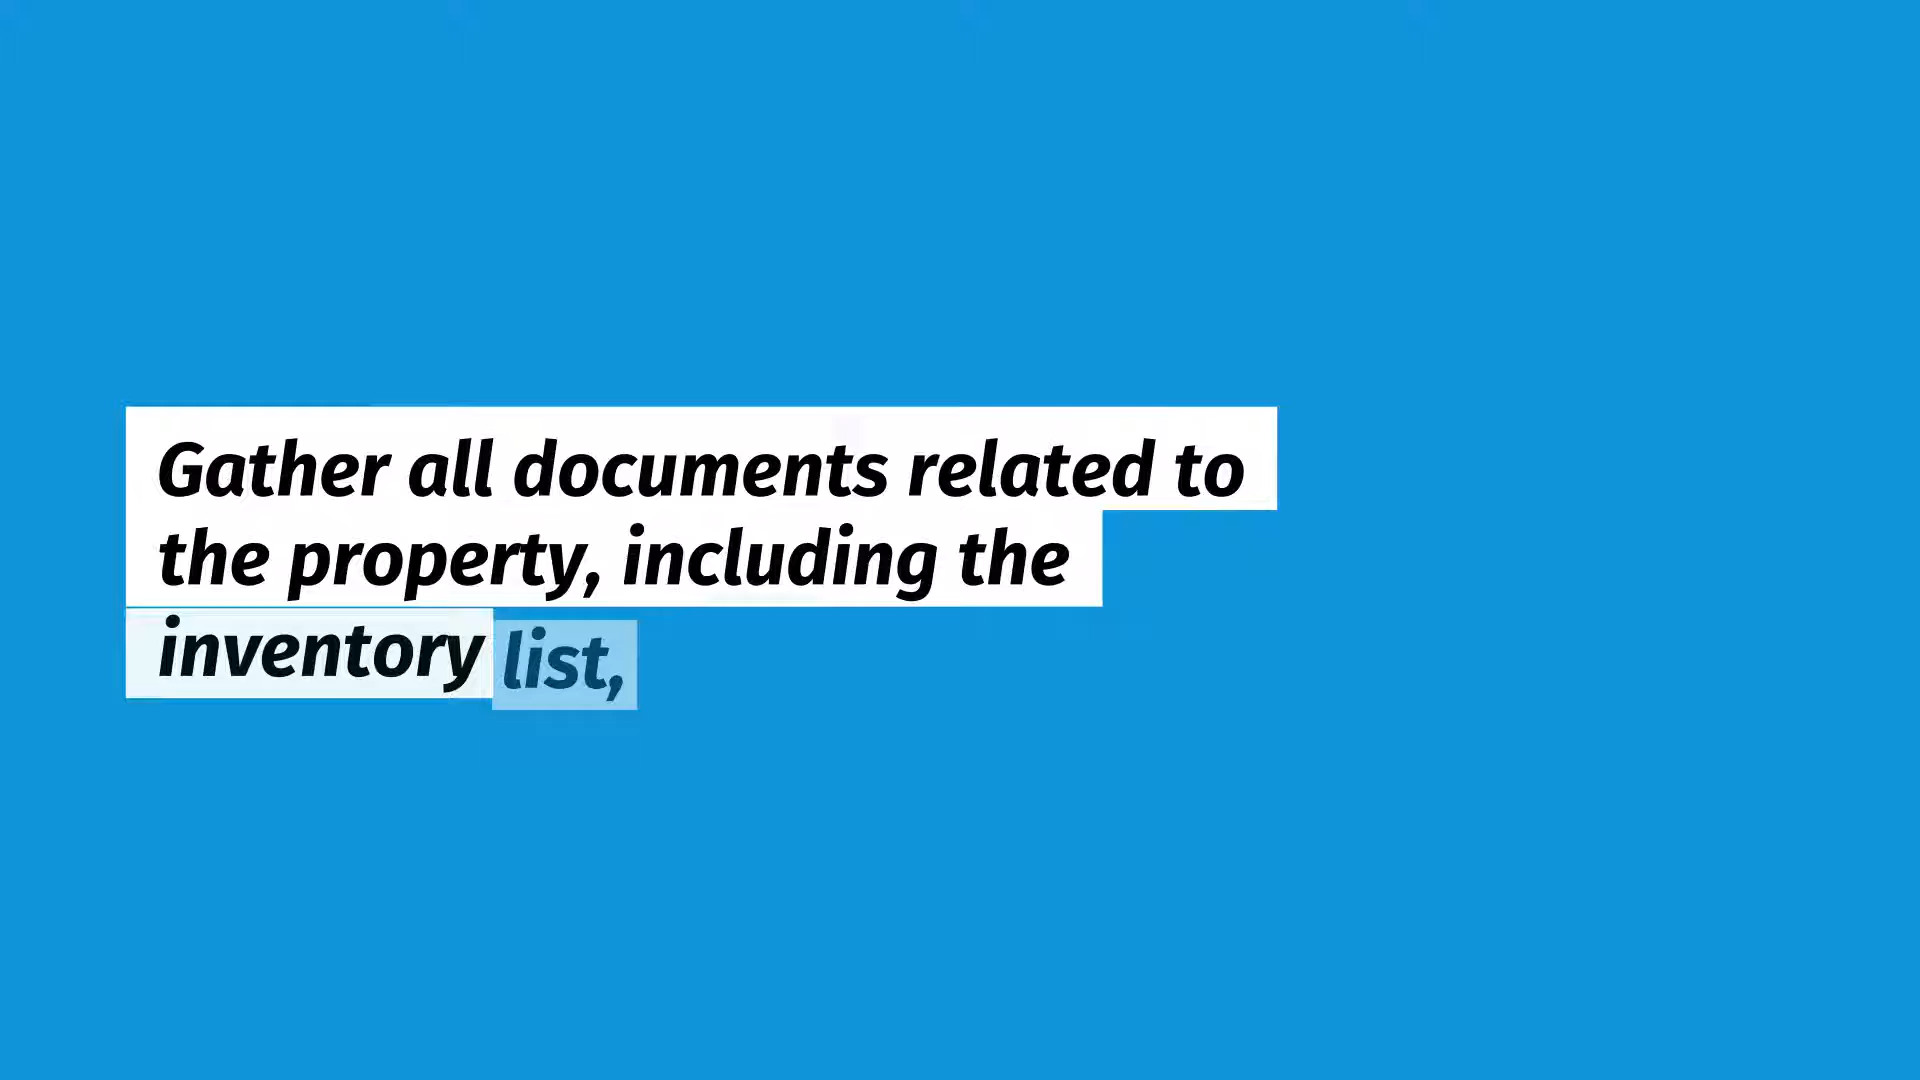 Gather all documents related to
the property, including the
inventory list,